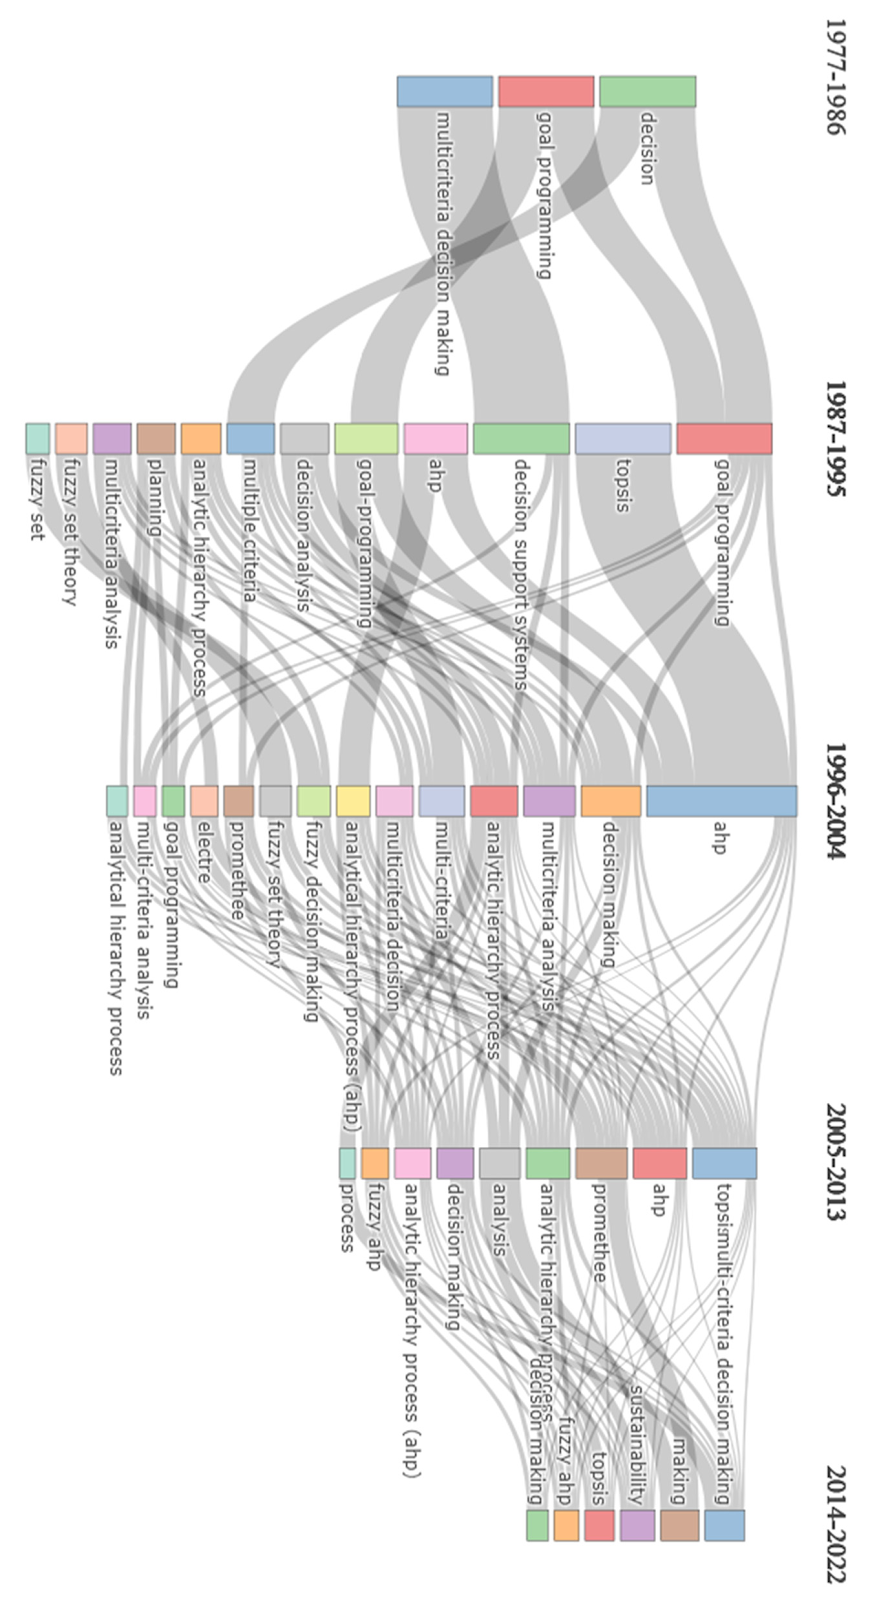 1977-1986
decision
goal programming
multicriteria decision making
1987-1995
goal programming
topsis
decision support systems
ahp
goal-programming
decision analysis
multiple criteria
analytic hierarchy process
planning
multicriteria analysis
fuzzy set theory
fuzzy set
1996-2004
ahp
decision making
multicriteria analysis
analytic hierarchy process
multi-criteria
multicriteria decision
analytical hierarchy process (ahp)
fuzzy decision making
fuzzy set theory
promethee
electre
goal programming
multi-criteria analysis
analytical hierarchy process
2005-2013
topsis
ahp
promethee
analytic hierarchy process
analysis
decision making
analytic hierarchy process (ahp)
fuzzy ahp
process
2014-2022
multi-criteria decision making
making
sustainability
topsis
fuzzy ahp
decision making